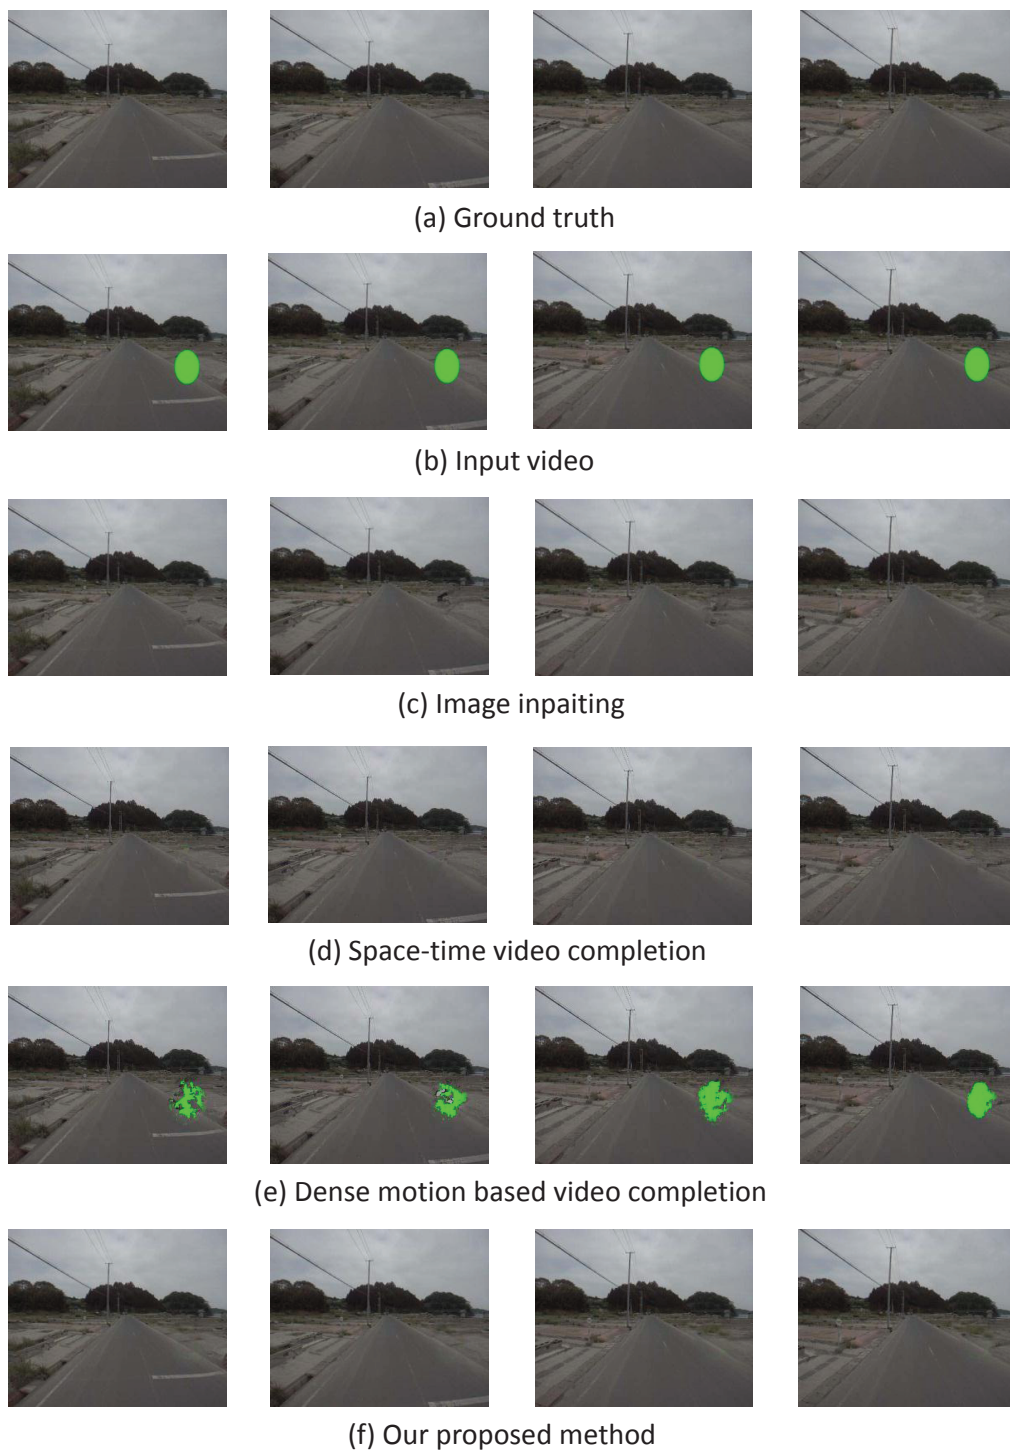 (a) Ground truth
(b) Input video
(c) Image inpaiting
(d) Space-time video completion
(e) Dense motion based video completion
(f) Our proposed method